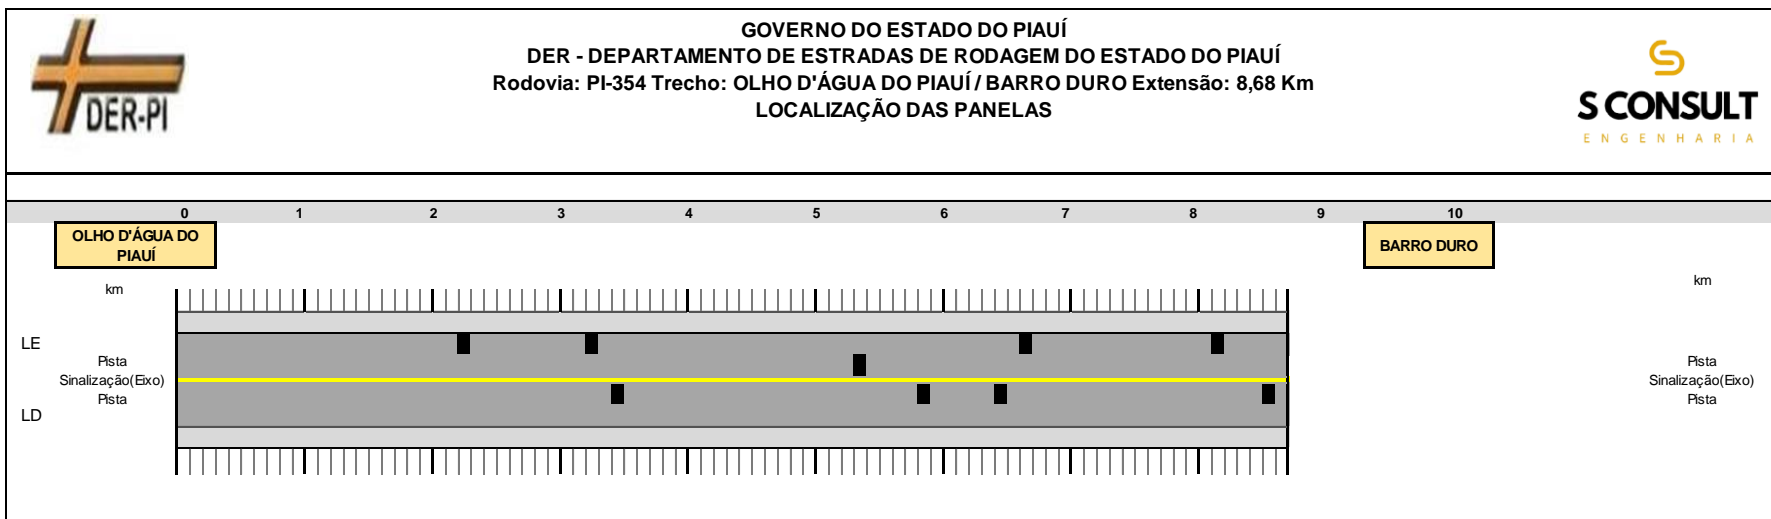 GOVERNO DO ESTADO DO PIAUÍ
DER - DEPARTAMENTO DE ESTRADAS DE RODAGEM DO ESTADO DO PIAUÍ
Rodovia: PI-354 Trecho: OLHO D'ÁGUA DO PIAUÍ / BARRO DURO Extensão: 8,68 Km
LOCALIZAÇÃO DAS PANELAS
DER-PI
S CONSULT
ENGENHARIA
0 1 2 3 4 5 6 7 8 9 10
OLHO D'ÁGUA DO
PIAUÍ
BARRO DURO
km
km
LE
Pista
Pista
Sinalização(Eixo)
Sinalização(Eixo)
Pista
Pista
LD